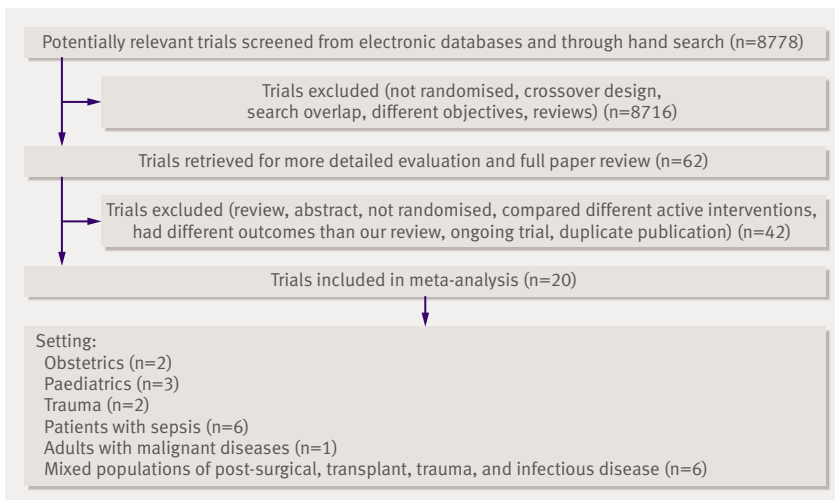 Potentially relevant trials screened from electronic databases and through hand search (n=8778)
Trials excluded (not randomised, crossover design,
search overlap, different objectives, reviews) (n=8716)
Trials retrieved for more detailed evaluation and full paper review (n=62)
Trials excluded (review, abstract, not randomised, compared different active interventions,
had different outcomes than our review, ongoing trial, duplicate publication) (n=42)
Trials included in meta-analysis (n=20)
Setting:
Obstetrics (n=2)
Paediatrics (n=3)
Trauma (n=2)
Patients with sepsis (n=6)
Adults with malignant diseases (n=1)
Mixed populations of post-surgical, transplant, trauma, and infectious disease (n=6)